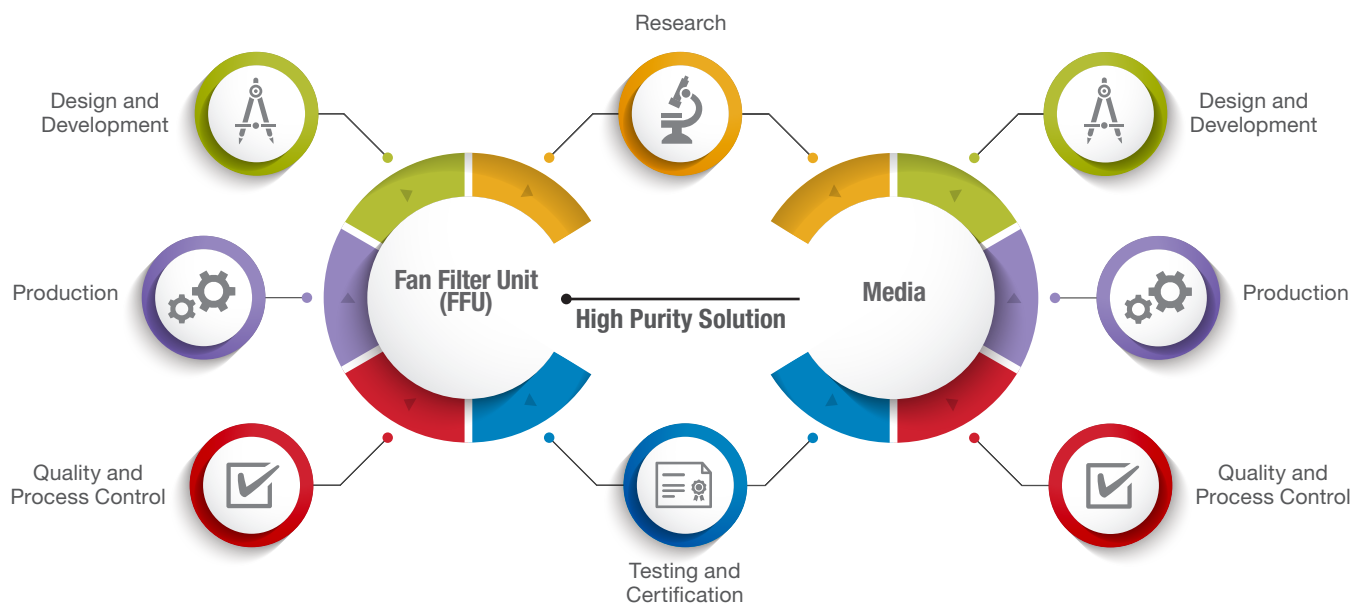 Research
Design and
Development
Design and
Development
Fan Filter Unit
(FFU)
Media
Production
Production
High Purity Solution
Quality and
Process Control
Quality and
Process Control
Testing and
Certification